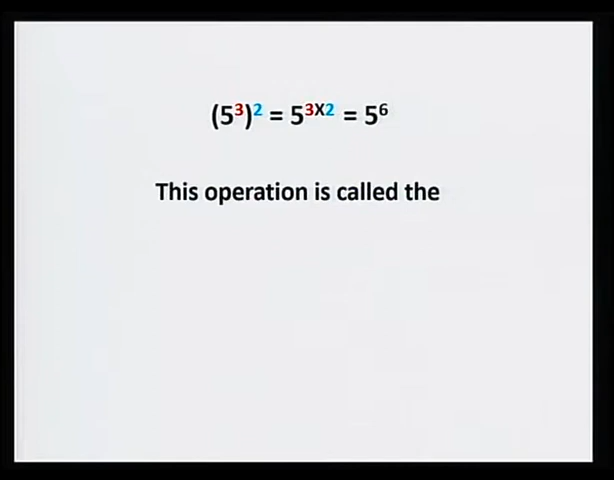 (5³)² = 5³ˣ² = 5⁶
This operation is called the